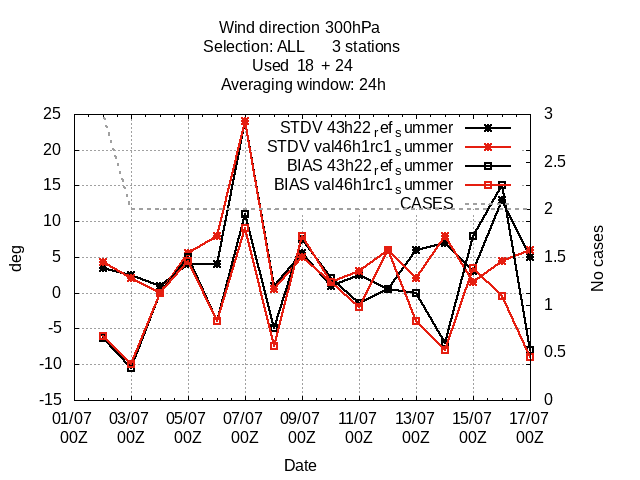 Wind direction 300hPa
Selection: ALL 3 stations
Used 18 + 24
Averaging window: 24h
STDV 43h22ref_summer
STDV val46h1rc1_summer
BIAS 43h22ref_summer
BIAS val46h1rc1_summer
CASES
25
20
15
10
5
0
-5
-10
-15
deg
3
2.5
2
1.5
1
0.5
0
No cases
01/07 03/07 05/07 07/07 09/07 11/07 13/07 15/07 17/07
00Z 00Z 00Z 00Z 00Z 00Z 00Z 00Z 00Z
Date